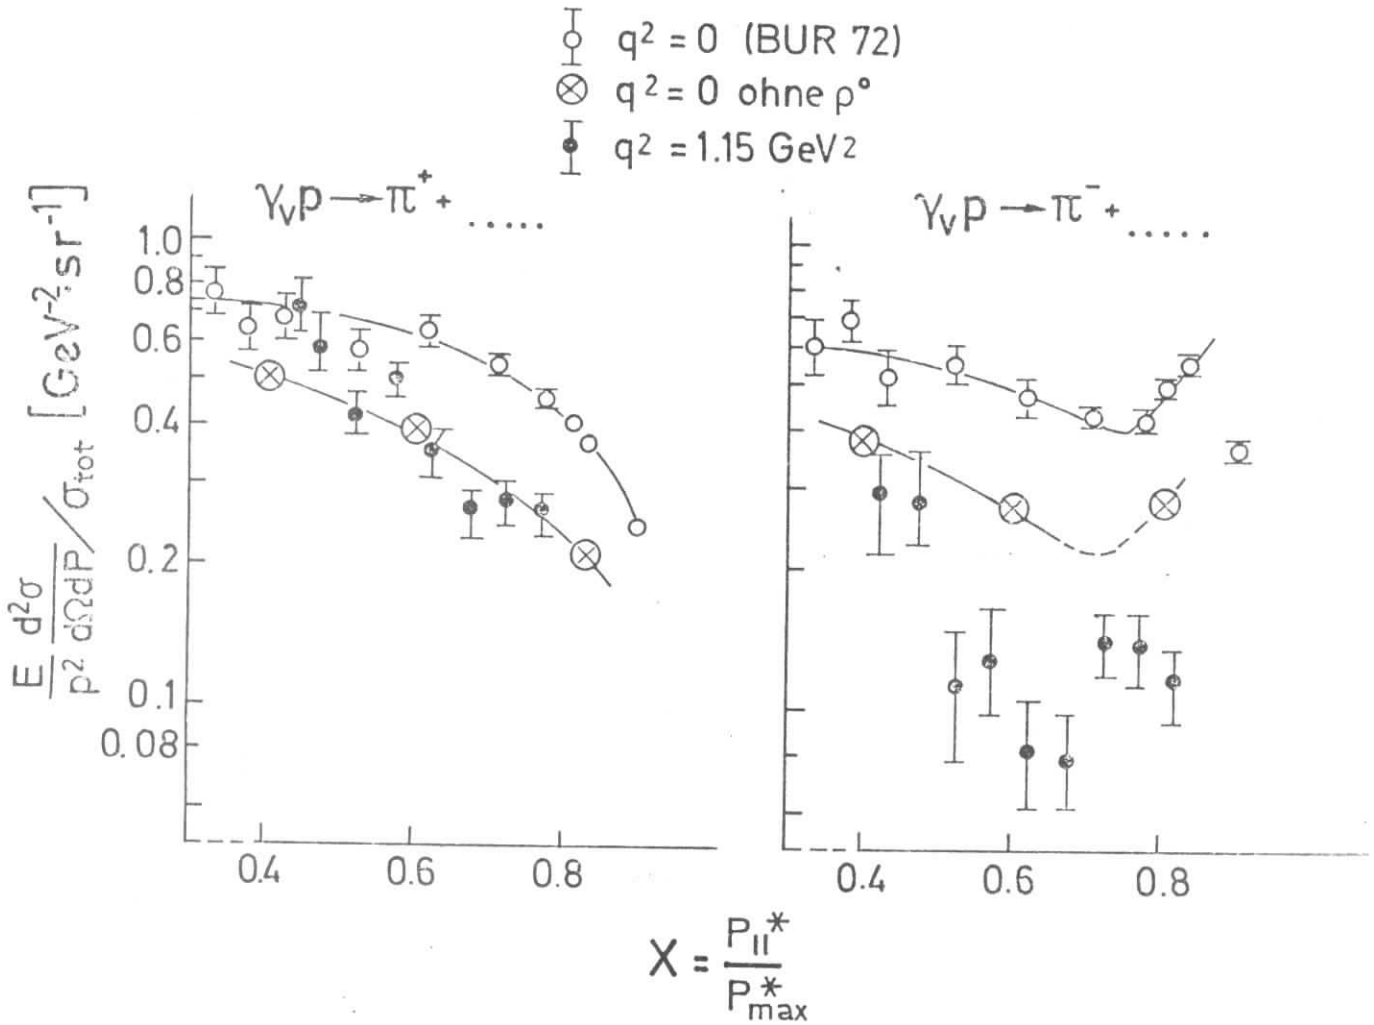 q² = 0 (BUR 72)
q² = 0 ohne ρ°
q² = 1.15 GeV²
γᵥp → π⁺ + .....
γᵥp → π⁻ + .....
E/p² d²σ/dΩdP / σtot [GeV⁻² sr⁻¹]
1.0
0.8
0.6
0.4
0.2
0.1
0.08
0.4 0.6 0.8
0.4 0.6 0.8
X = P||* / P*max